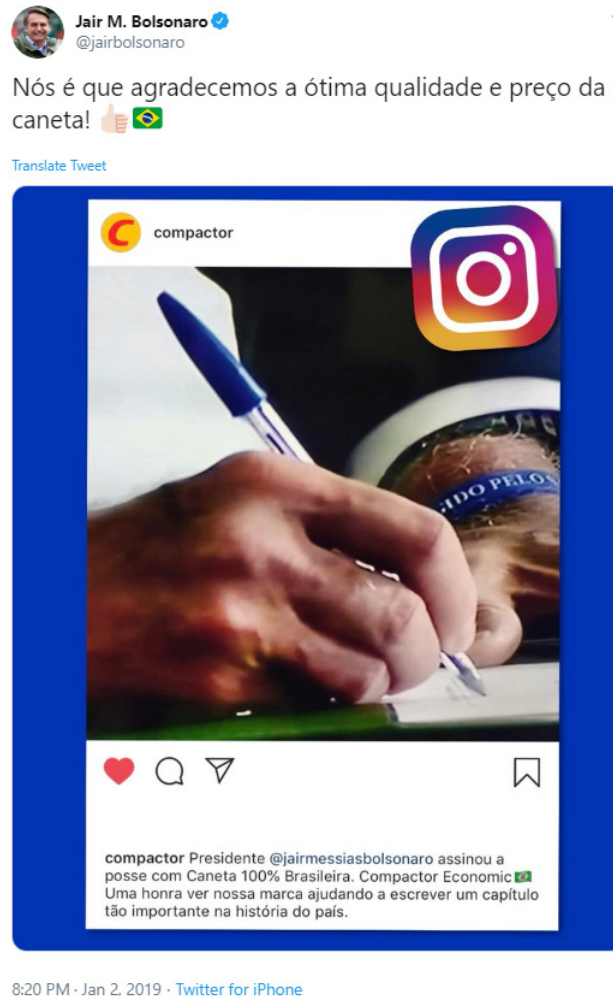 Jair M. Bolsonaro
@jairbolsonaro
Nós é que agradecemos a ótima qualidade e preço da
caneta! 👍🏻🇧🇷
Translate Tweet
compactor
IDO PELO
compactor Presidente @jairmessiasbolsonaro assinou a
posse com Caneta 100% Brasileira. Compactor Economic🇧🇷
Uma honra ver nossa marca ajudando a escrever um capítulo
tão importante na história do país.
8:20 PM · Jan 2, 2019 · Twitter for iPhone